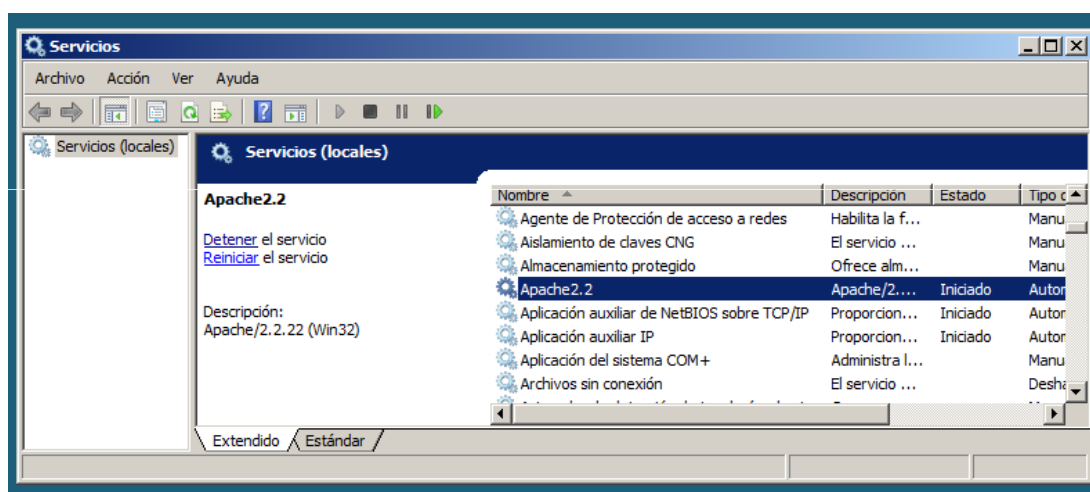 Servicios
Archivo Acción Ver Ayuda
Servicios (locales)
Servicios (locales)
Apache2.2
Detener el servicio
Reiniciar el servicio
Descripción:
Apache/2.2.22 (Win32)
Nombre Descripción Estado Tipo
Agente de Protección de acceso a redes Habilita la f... Manu
Aislamiento de claves CNG El servicio ... Manu
Almacenamiento protegido Ofrece alm... Manu
Apache2.2 Apache/2.... Iniciado Autor
Aplicación auxiliar de NetBIOS sobre TCP/IP Proporcion... Iniciado Autor
Aplicación auxiliar IP Proporcion... Iniciado Autor
Aplicación del sistema COM+ Administra l... Manu
Archivos sin conexión El servicio ... Desha
Extendido Estándar